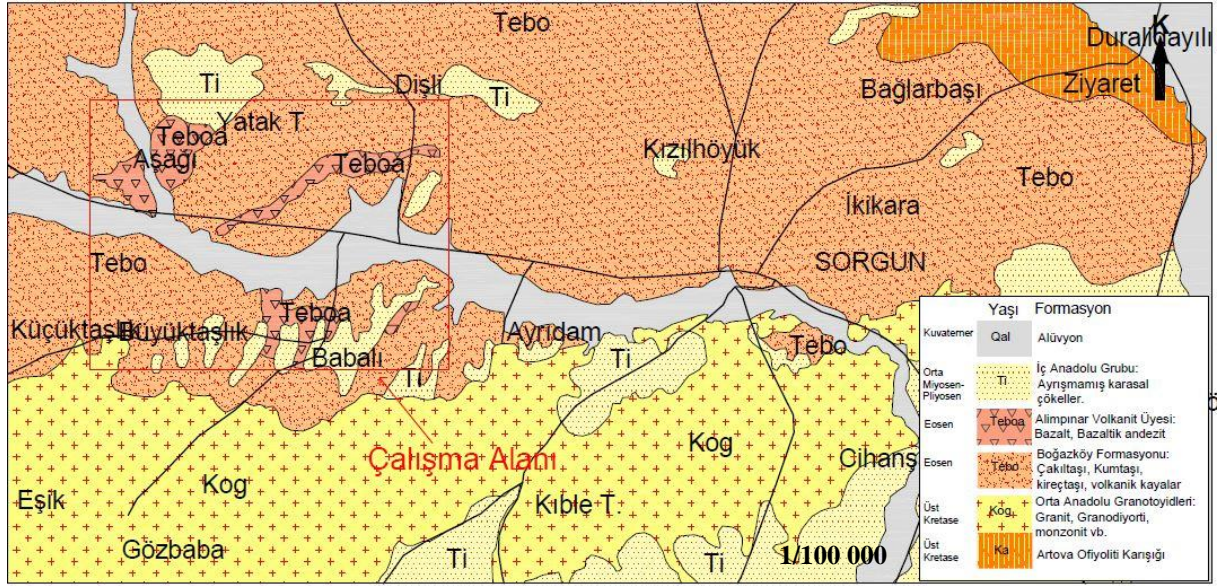 Tebo
K
Duralidayılı
Ti
Dişli
Ti
Bağlarbaşı
Ziyaret
Yatak T
Teboa
Aşağı
Teboa
Kızılhöyük
Tebo
İkikara
SORGUN
Tebo
Teboa
Küçüktaşlık
Büyüktaşlık
Babalı
Ayrıdam
Tebo
Ti
Ti
Çalışma Alanı
Kog
Cihanş
Eşik
Kog
Kıble T.
Gözbaba
Ti
Ti
1/100 000
Yaşı Formasyon
Kuvaterner Qal Alüvyon
Orta
Miyosen-
Pliyosen
Ti
İç Anadolu Grubu:
Ayrışmamış karasal
çökeller.
Eosen
Teboa
Alimpınar Volkanit Üyesi:
Bazalt, Bazaltik andezit
Eosen
Tebo
Boğazköy Formasyonu:
Çakıltaşı, Kumtaşı,
kireçtaşı, volkanik kayalar
Üst
Kretase
Kog
Orta Anadolu Granotoyidleri:
Granit, Granodiyorti,
monzonit vb.
Üst
Kretase
Ka
Artova Ofiyoliti Karışığı